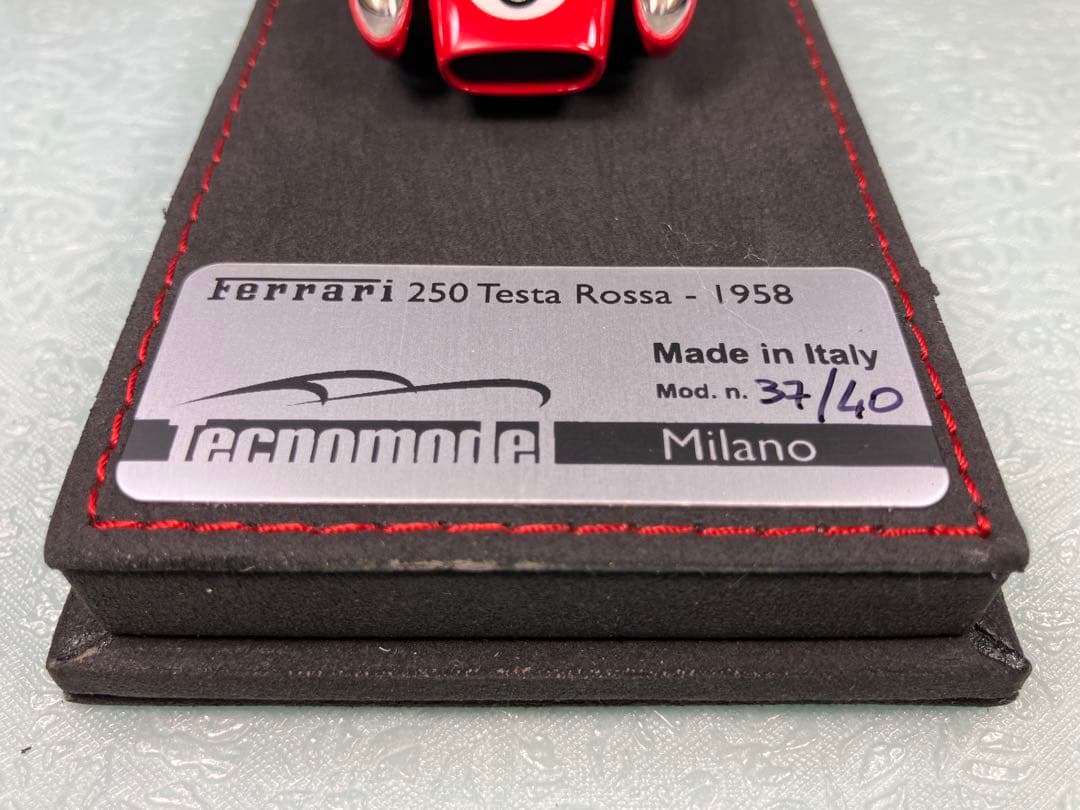 Ferrari 250 Testa Rossa - 1958
Made in Italy
Mod. n. 37/40
Tecnomodel Milano